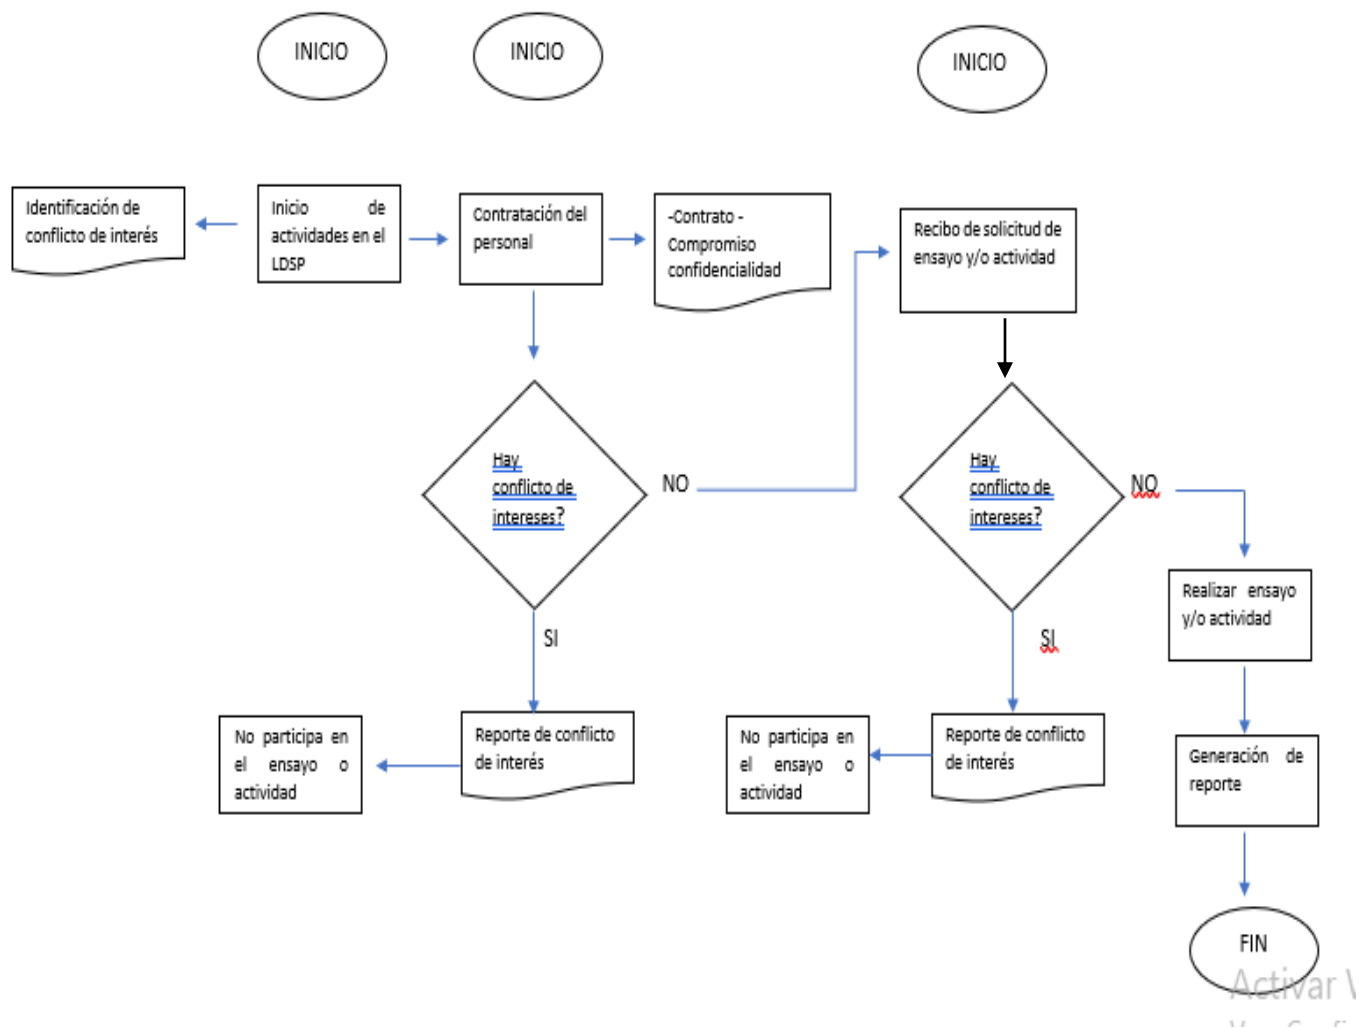 INICIO
INICIO
INICIO
Identificación de
conflicto de interés
Inicio de
actividades en el
LDSP
Contratación del
personal
-Contrato -
Compromiso
confidencialidad
Recibo de solicitud de
ensayo y/o actividad
Hay
conflicto de
intereses?
NO
Hay
conflicto de
intereses?
NO
SI
SI
Realizar ensayo
y/o actividad
No participa en
el ensayo o
actividad
Reporte de conflicto
de interés
No participa en
el ensayo o
actividad
Reporte de conflicto
de interés
Generación de
reporte
FIN
Activar